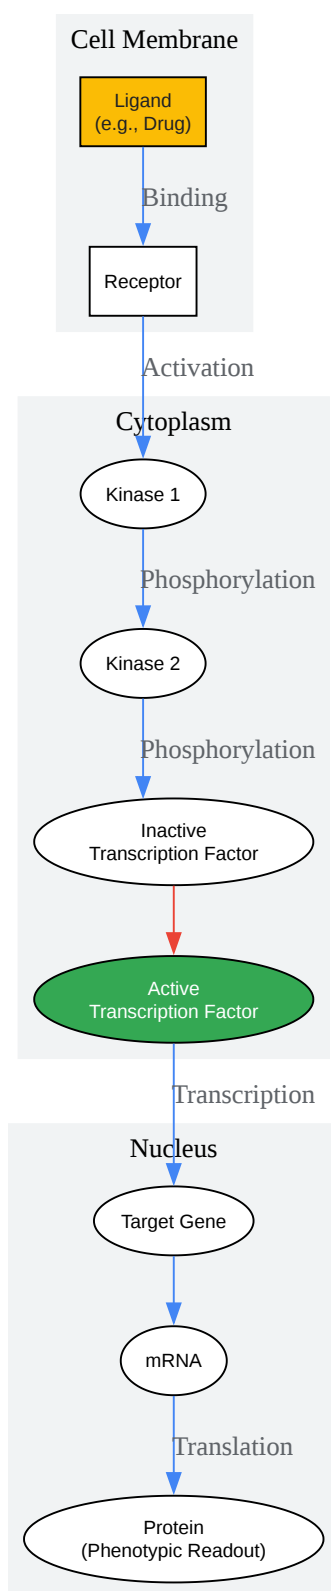 Cell Membrane
Ligand
(e.g., Drug)
Binding
Receptor
Activation
Cytoplasm
Kinase 1
Phosphorylation
Kinase 2
Phosphorylation
Inactive
Transcription Factor
Active
Transcription Factor
Transcription
Nucleus
Target Gene
mRNA
Translation
Protein
(Phenotypic Readout)